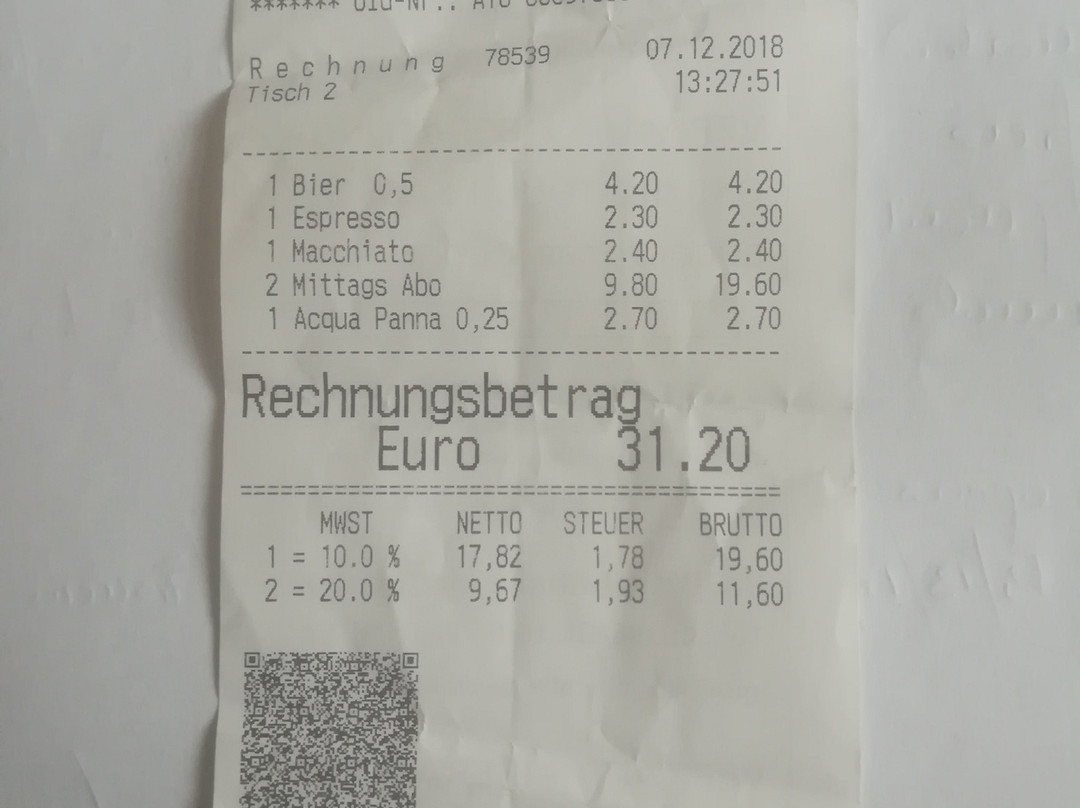 Rechnung 78539 07.12.2018
Tisch 2 13:27:51
1 Bier 0,5 4.20 4.20
1 Espresso 2.30 2.30
1 Macchiato 2.40 2.40
2 Mittags Abo 9.80 19.60
1 Acqua Panna 0,25 2.70 2.70
Rechnungsbetrag
Euro 31.20
MWST NETTO STEUER BRUTTO
1 = 10.0 % 17,82 1,78 19,60
2 = 20.0 % 9,67 1,93 11,60